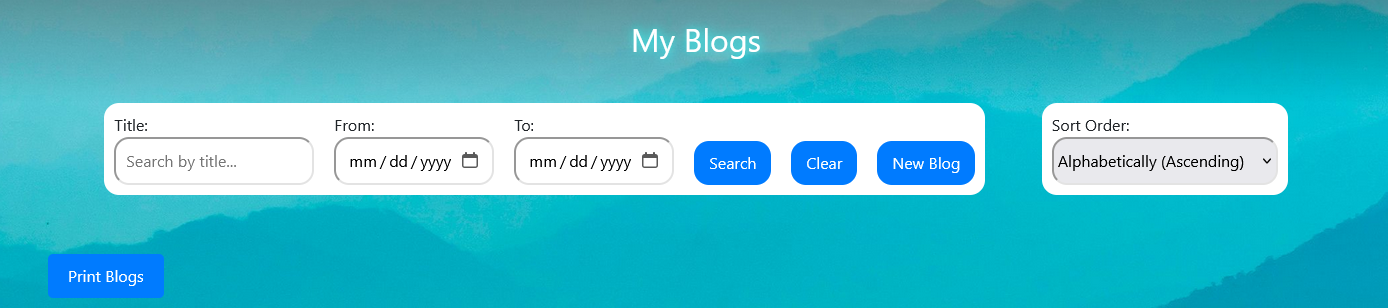 My Blogs
Title: From: To: Sort Order:
Search by title... mm/dd/yyyy mm/dd/yyyy Search Clear New Blog Alphabetically (Ascending)
Print Blogs